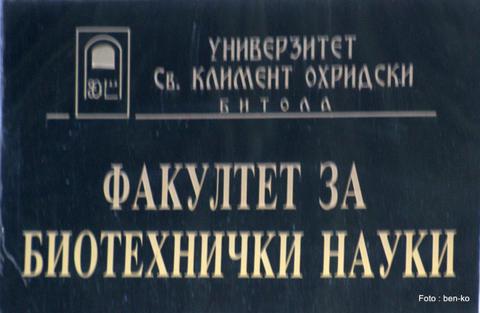 УНИВЕРЗИТЕТ
Св. КЛИМЕНТ ОХРИДСКИ
БИТОЛА
ФАКУЛТЕТ ЗА
БИОТЕХНИЧКИ НАУКИ
Foto : ben-ko